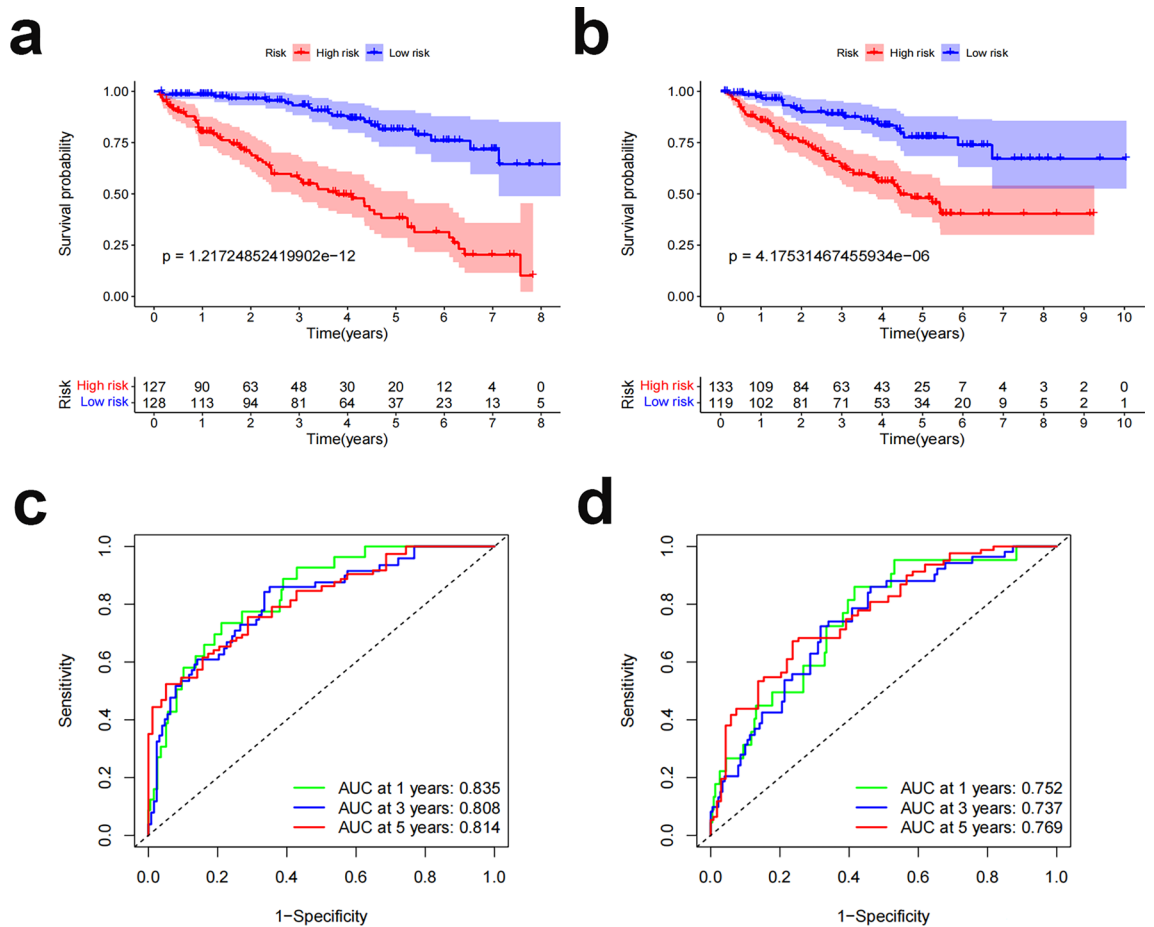 a
Risk High risk Low risk
Survival probability
1.00
0.75
0.50
0.25
0.00
p = 1.21724852419902e−12
0 1 2 3 4 5 6 7 8
Time(years)
Risk
High risk 127 90 63 48 30 20 12 4 0
Low risk 128 113 94 81 64 37 23 13 5
0 1 2 3 4 5 6 7 8
Time(years)
b
Risk High risk Low risk
Survival probability
1.00
0.75
0.50
0.25
0.00
p = 4.17531467455934e−06
0 1 2 3 4 5 6 7 8 9 10
Time(years)
Risk
High risk 133 109 84 63 43 25 7 4 3 2 0
Low risk 119 102 81 71 53 34 20 9 5 2 1
0 1 2 3 4 5 6 7 8 9 10
Time(years)
c
Sensitivity
1.0
0.8
0.6
0.4
0.2
0.0
AUC at 1 years: 0.835
AUC at 3 years: 0.808
AUC at 5 years: 0.814
0.0 0.2 0.4 0.6 0.8 1.0
1−Specificity
d
Sensitivity
1.0
0.8
0.6
0.4
0.2
0.0
AUC at 1 years: 0.752
AUC at 3 years: 0.737
AUC at 5 years: 0.769
0.0 0.2 0.4 0.6 0.8 1.0
1−Specificity